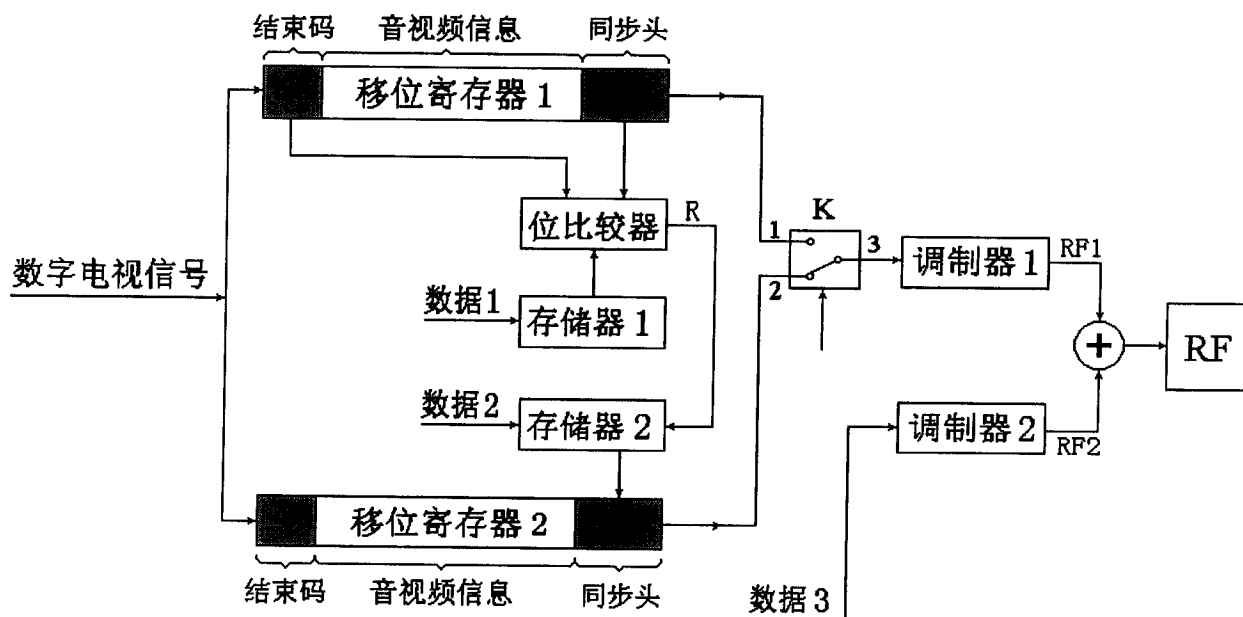 结束码 音视频信息 同步头
移位寄存器1
位比较器 R
K
1 3
2
调制器1 RF1
数字电视信号
数据1 存储器1
RF
数据2 存储器2
调制器2 RF2
移位寄存器2
结束码 音视频信息 同步头
数据3